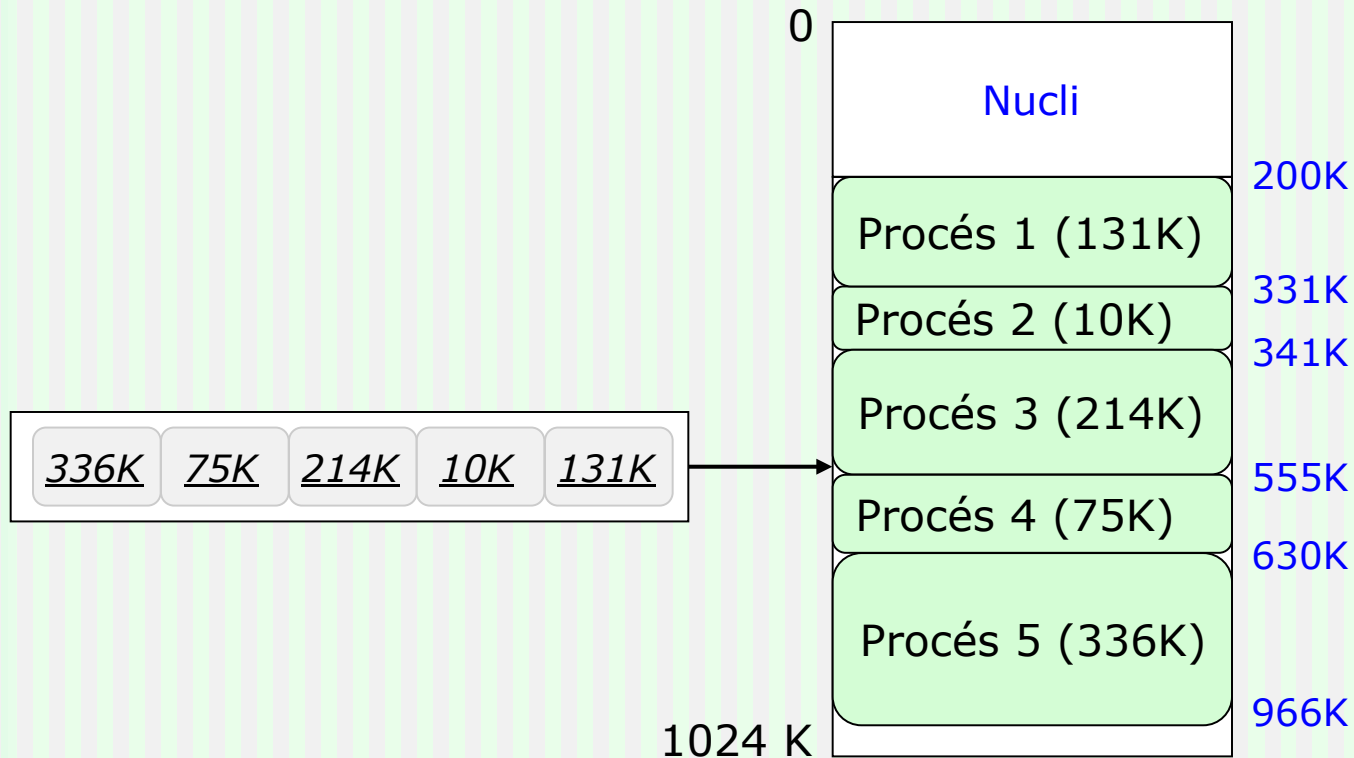 0
Nucli
200K
Procés 1 (131K)
331K
Procés 2 (10K)
341K
Procés 3 (214K)
336K 75K 214K 10K 131K
555K
Procés 4 (75K)
630K
Procés 5 (336K)
966K
1024 K